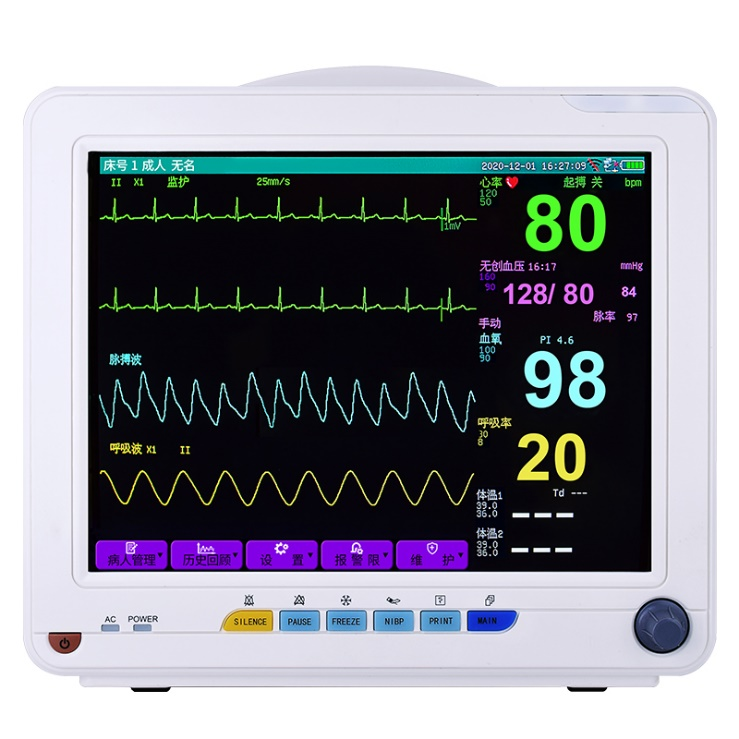 床号 1 成人 无名
2020-12-01 16:27:09
II X1 监护 25mm/s
心率 起搏 关 bpm
120
50
80
1mV
无创血压 16:17 mmHg
160
90
128/ 80 84
脉率 97
手动
脉搏波
血氧 PI 4.6
100
90
98
呼吸波 X1 II
呼吸率
30
8
20
体温1 Td ---
39.0
36.0
---
体温2
39.0
36.0
---
病人管理 历史回顾 设 置 报 警 限 维 护
AC POWER
SILENCE PAUSE FREEZE NIBP PRINT MAIN